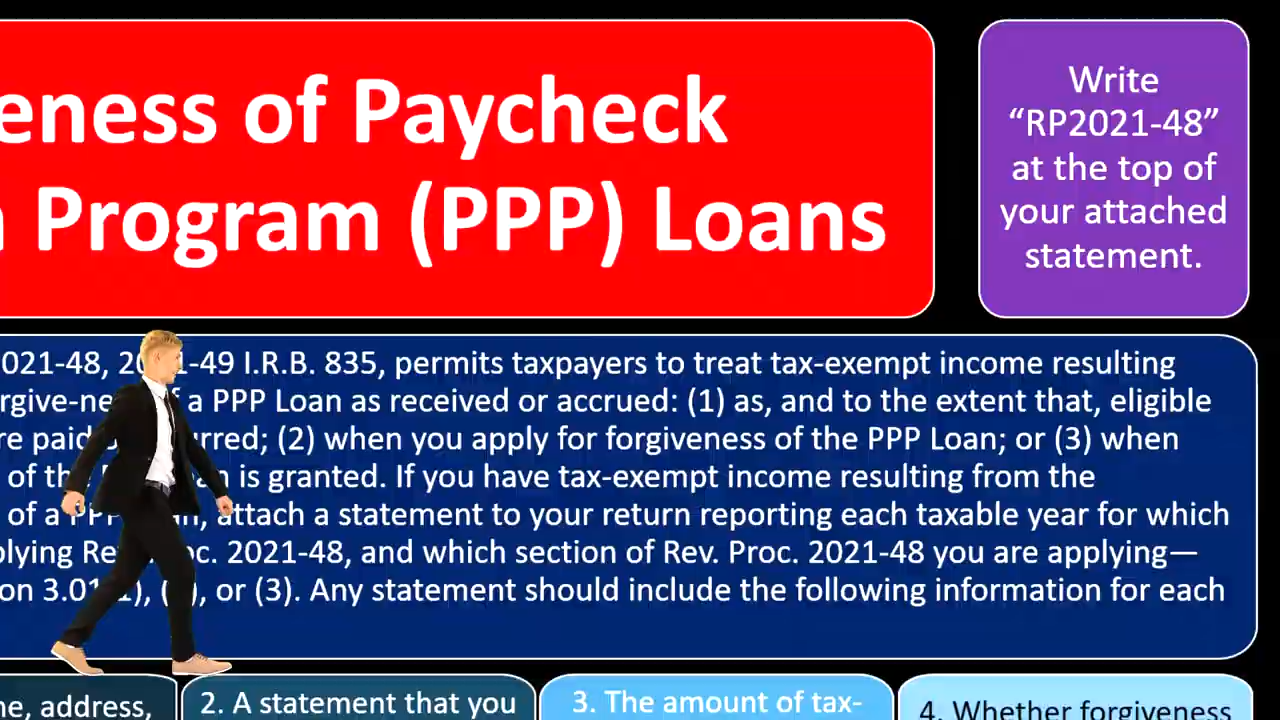 eness of Paycheck
Program (PPP) Loans
Write
“RP2021-48”
at the top of
your attached
statement.
021-48, 20 1-49 I.R.B. 835, permits taxpayers to treat tax-exempt income resulting
rgive-ne a PPP Loan as received or accrued: (1) as, and to the extent that, eligible
re paid urred; (2) when you apply for forgiveness of the PPP Loan; or (3) when
of the an is granted. If you have tax-exempt income resulting from the
of a PPP n, attach a statement to your return reporting each taxable year for which
plying Re oc. 2021-48, and which section of Rev. Proc. 2021-48 you are applying—
on 3.01 1), ( ), or (3). Any statement should include the following information for each
ne, address,
2. A statement that you
3. The amount of tax-
4. Whether forgiveness